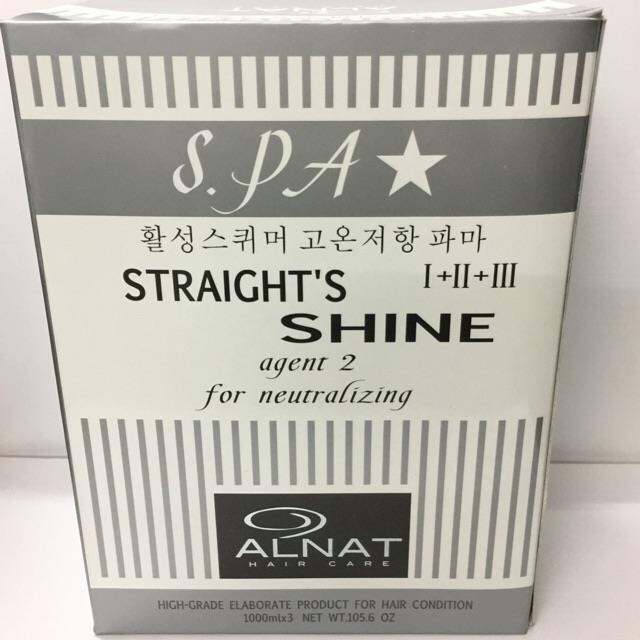 S.PA★
활성스퀴머 고온저항 파마
STRAIGHT'S I+II+III
SHINE
agent 2
for neutralizing
ALNAT
HAIR CARE
HIGH-GRADE ELABORATE PRODUCT FOR HAIR CONDITION
1000mlx3 NET WT.105.6 OZ